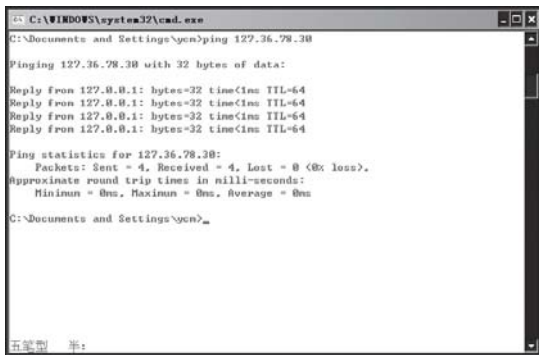 C:\WINDOWS\system32\cmd.exe
C:\Documents and Settings\ycm>ping 127.36.78.30
Pinging 127.36.78.30 with 32 bytes of data:
Reply from 127.0.0.1: bytes=32 time<1ms TTL=64
Reply from 127.0.0.1: bytes=32 time<1ms TTL=64
Reply from 127.0.0.1: bytes=32 time<1ms TTL=64
Reply from 127.0.0.1: bytes=32 time<1ms TTL=64
Ping statistics for 127.36.78.30:
Packets: Sent = 4, Received = 4, Lost = 0 (0% loss),
Approximate round trip times in milli-seconds:
Minimum = 0ms, Maximum = 0ms, Average = 0ms
C:\Documents and Settings\ycm>_
五笔型 半: